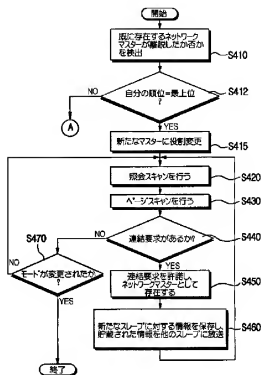 開始
既に存在するネットワーク
マスターが離脱したか否か
を検出
S410
自分の順位=最上位
?
S412
NO
A
YES
新たなマスターに役割変更
S415
照会スキャンを行う
S420
ページスキャンを行う
S430
連結要求があるか?
S440
NO
YES
S470
モードが変更されたか
?
NO
YES
連結要求を許諾し、
ネットワークマスターとして
存在する
S450
新たなスレーブに対する情報を保存し、
貯蔵された情報を他のスレーブに放送
S460
終了